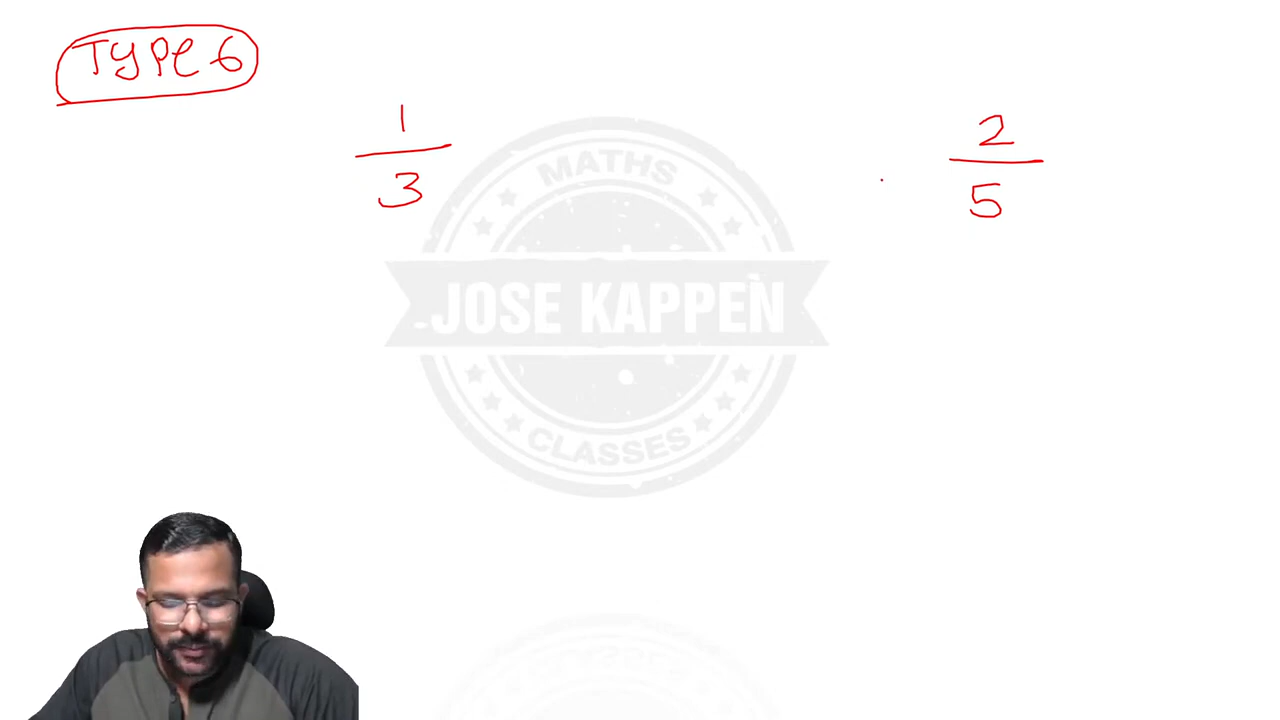 TYPE 6
1/3
2/5
MATHS
JOSE KAPPEN
CLASSES